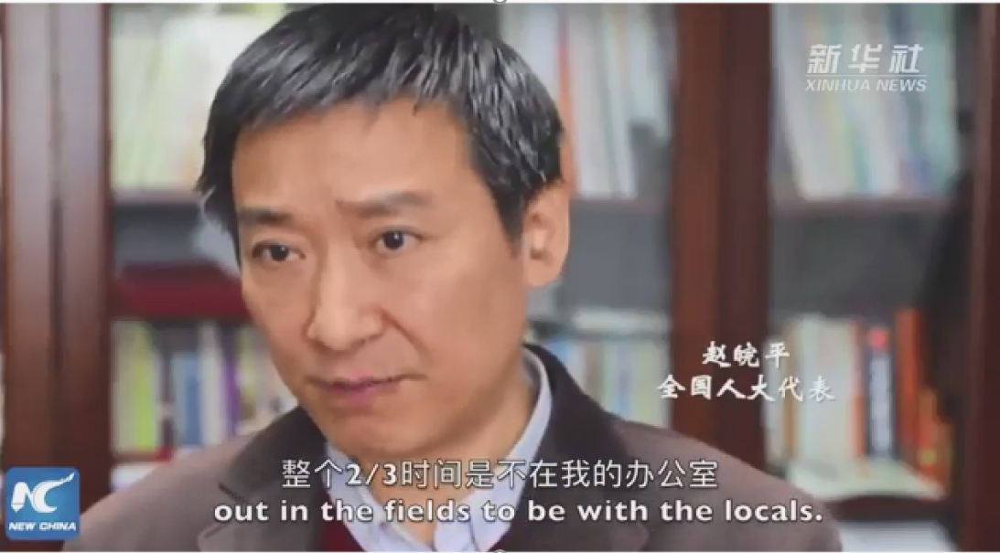 新华社
XINHUA NEWS
赵皖平
全国人大代表
整个2/3时间是不在我的办公室
out in the fields to be with the locals.
NC
NEW CHINA